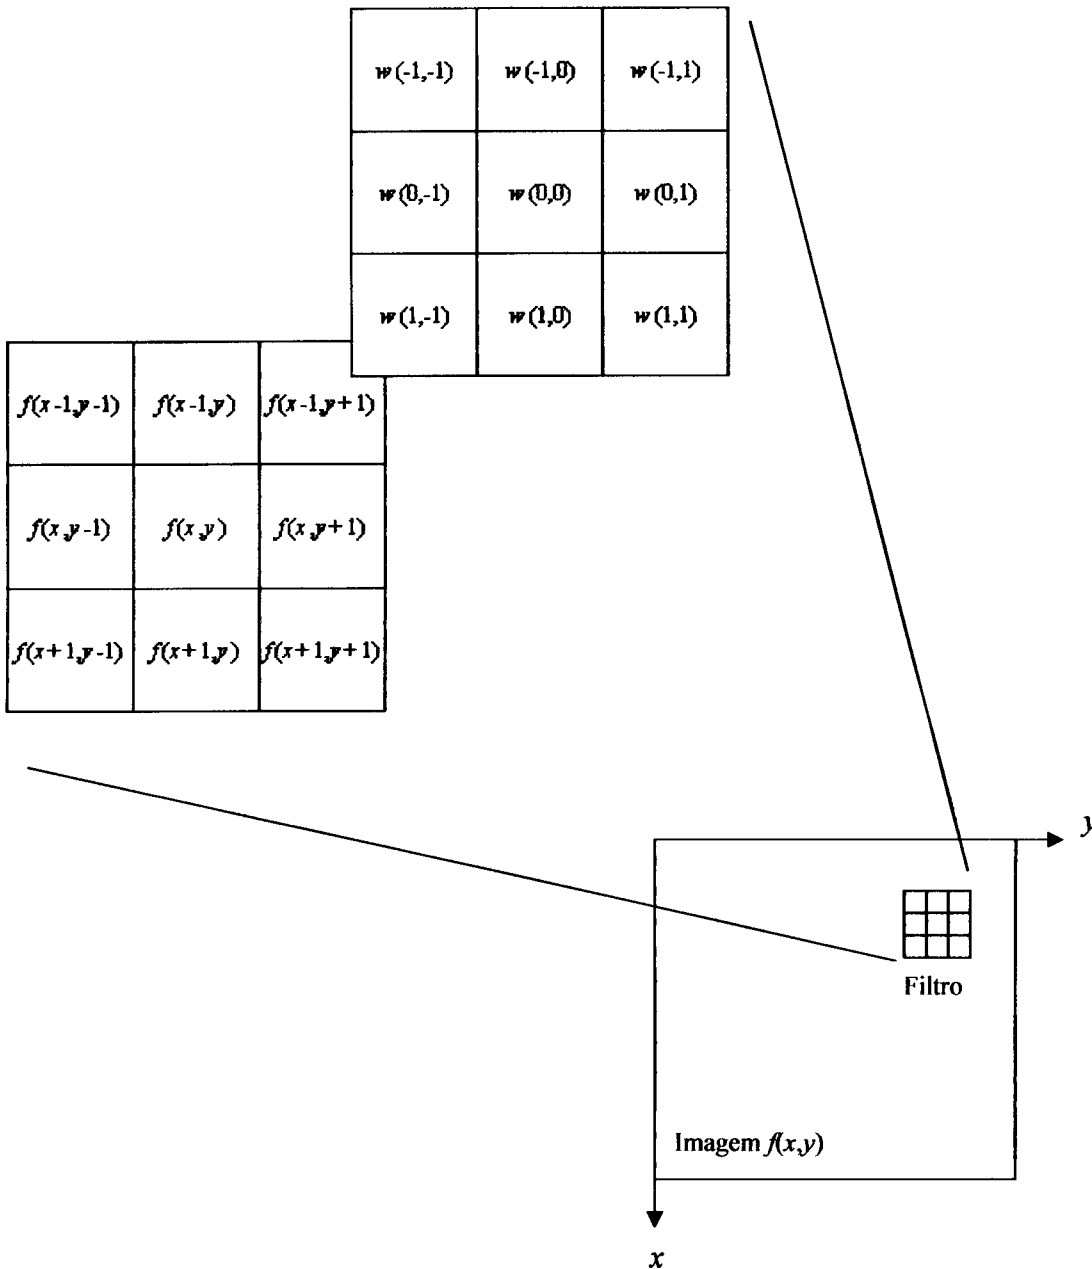 w(-1,-1) w(-1,0) w(-1,1)
w(0,-1) w(0,0) w(0,1)
w(1,-1) w(1,0) w(1,1)
f(x-1,y-1) f(x-1,y) f(x-1,y+1)
f(x,y-1) f(x,y) f(x,y+1)
f(x+1,y-1) f(x+1,y) f(x+1,y+1)
y
Filtro
Imagem f(x,y)
x